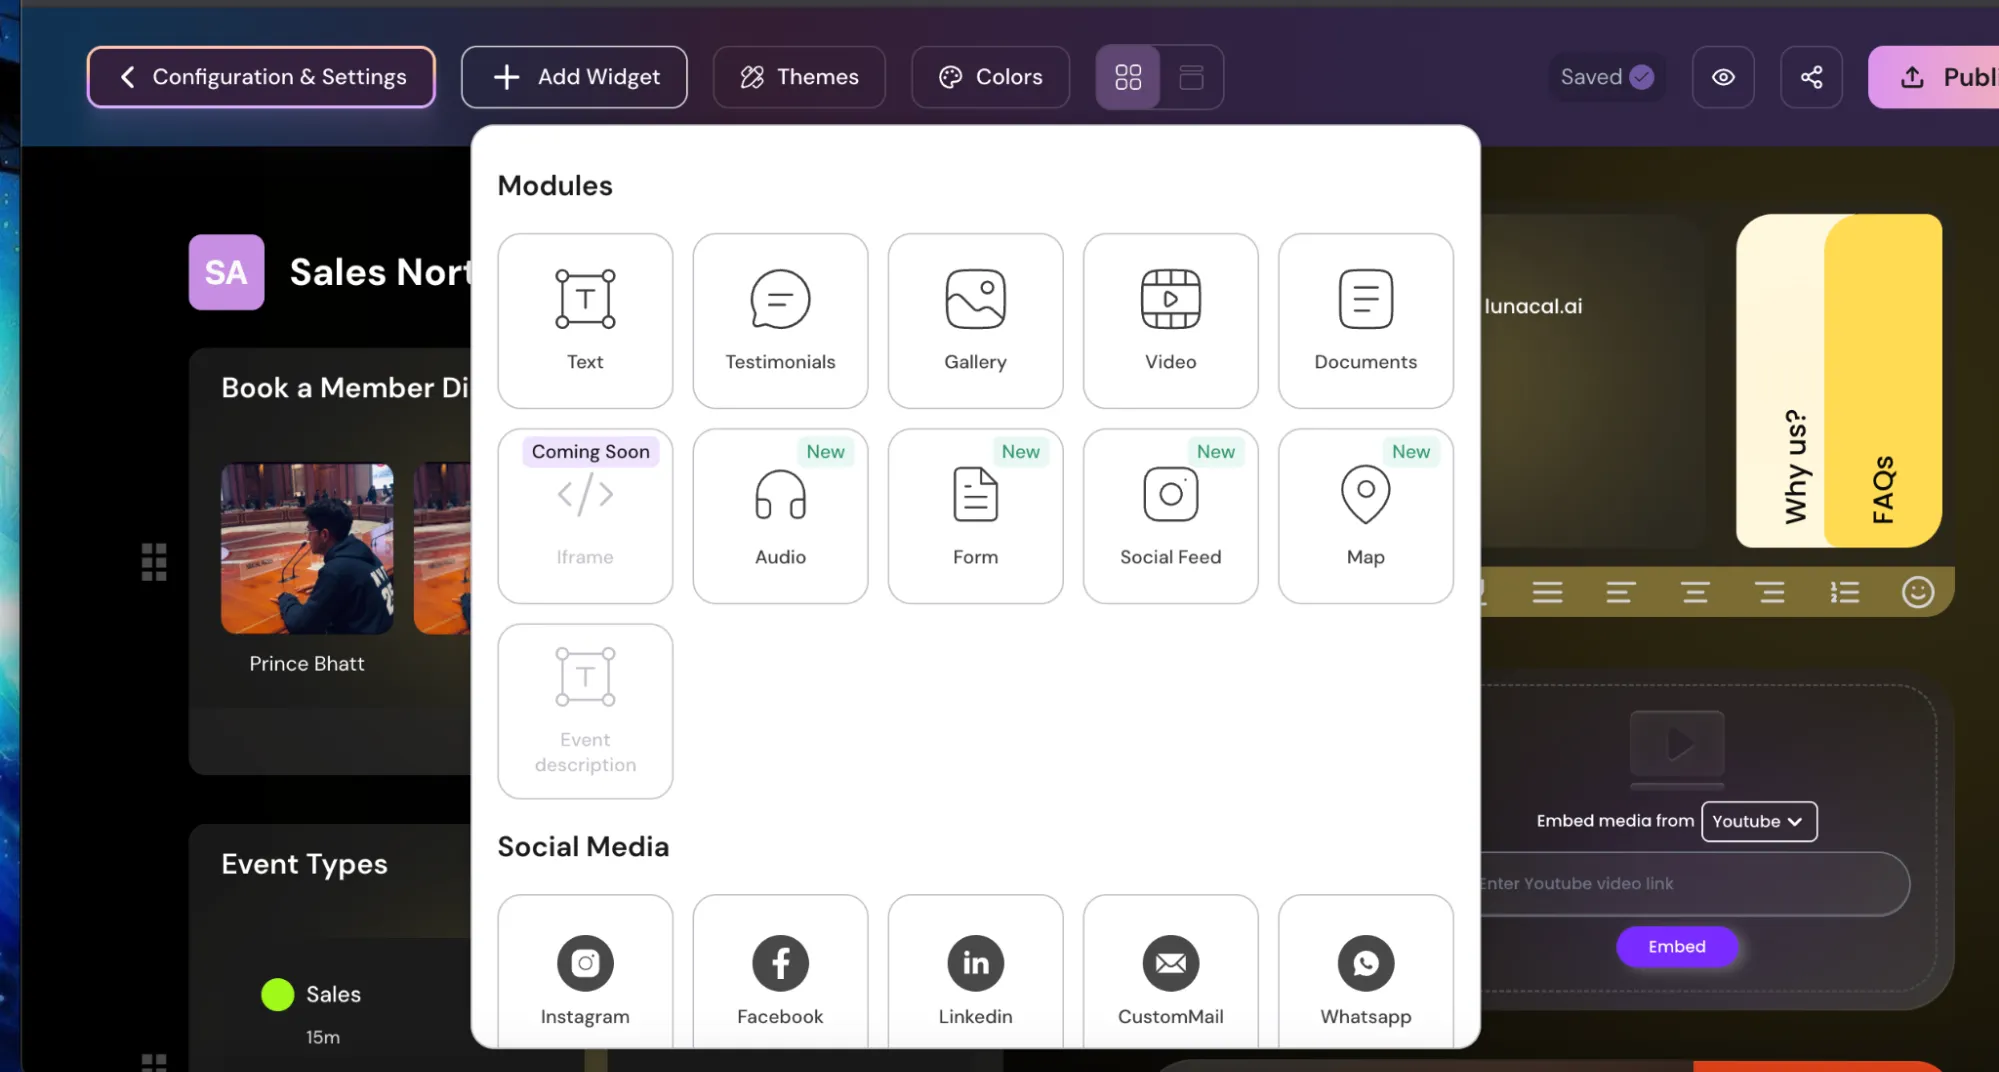 Configuration & Settings
Add Widget
Themes
Colors
Saved
Publi
Modules
Text
Testimonials
Gallery
Video
Documents
Coming Soon
Iframe
New
Audio
New
Form
New
Social Feed
New
Map
Event
description
Social Media
Instagram
Facebook
Linkedin
CustomMail
Whatsapp
SA
Sales Nort
Book a Member Di
Prince Bhatt
Event Types
Sales
15m
lunacal.ai
Why us?
FAQs
Embed media from
Youtube
Enter Youtube video link
Embed